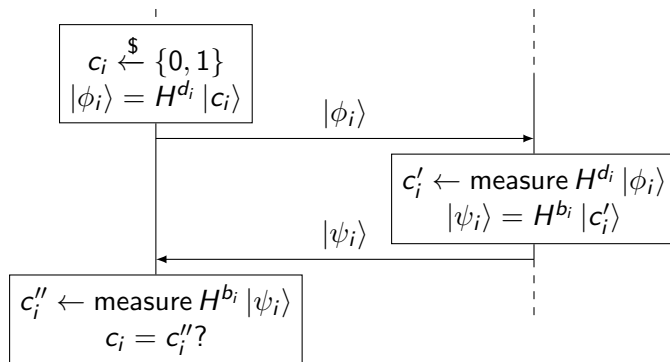 c_i ←$ {0, 1}
|ϕ_i⟩ = H^{d_i} |c_i⟩
|ϕ_i⟩
c'_i ← measure H^{d_i} |ϕ_i⟩
|ψ_i⟩ = H^{b_i} |c'_i⟩
|ψ_i⟩
c''_i ← measure H^{b_i} |ψ_i⟩
c_i = c''_i?